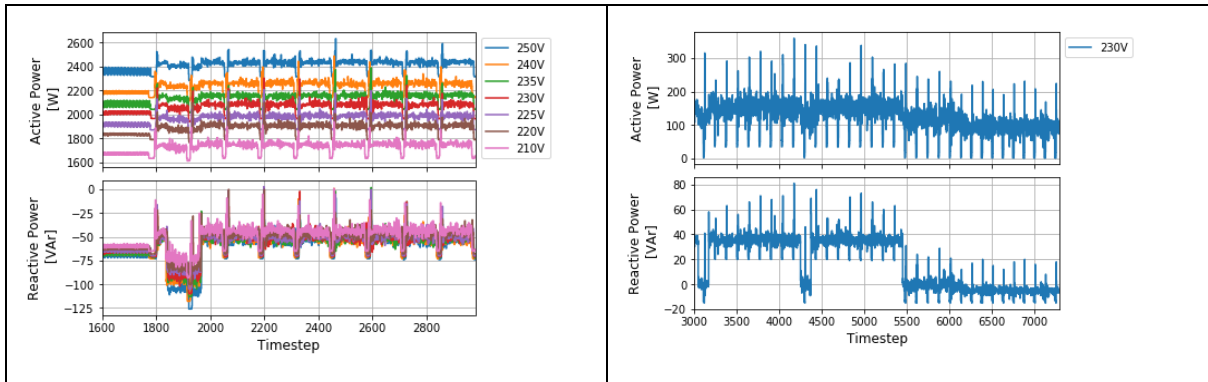 Active Power
[W]
2600
2400
2200
2000
1800
1600
250V
240V
235V
230V
225V
220V
210V
Reactive Power
[VAr]
0
−25
−50
−75
−100
−125
1600
1800
2000
2200
2400
2600
2800
Timestep
Active Power
[W]
300
200
100
0
230V
Reactive Power
[VAr]
80
60
40
20
0
−20
3000
3500
4000
4500
5000
5500
6000
6500
7000
Timestep